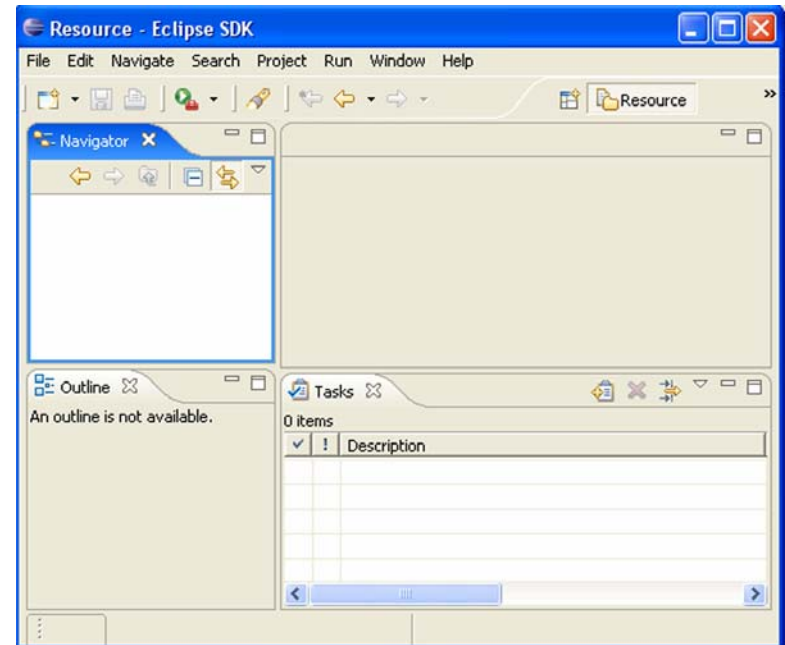 Resource - Eclipse SDK
File Edit Navigate Search Project Run Window Help
Resource »
Navigator
Outline
An outline is not available.
Tasks
0 items
! Description